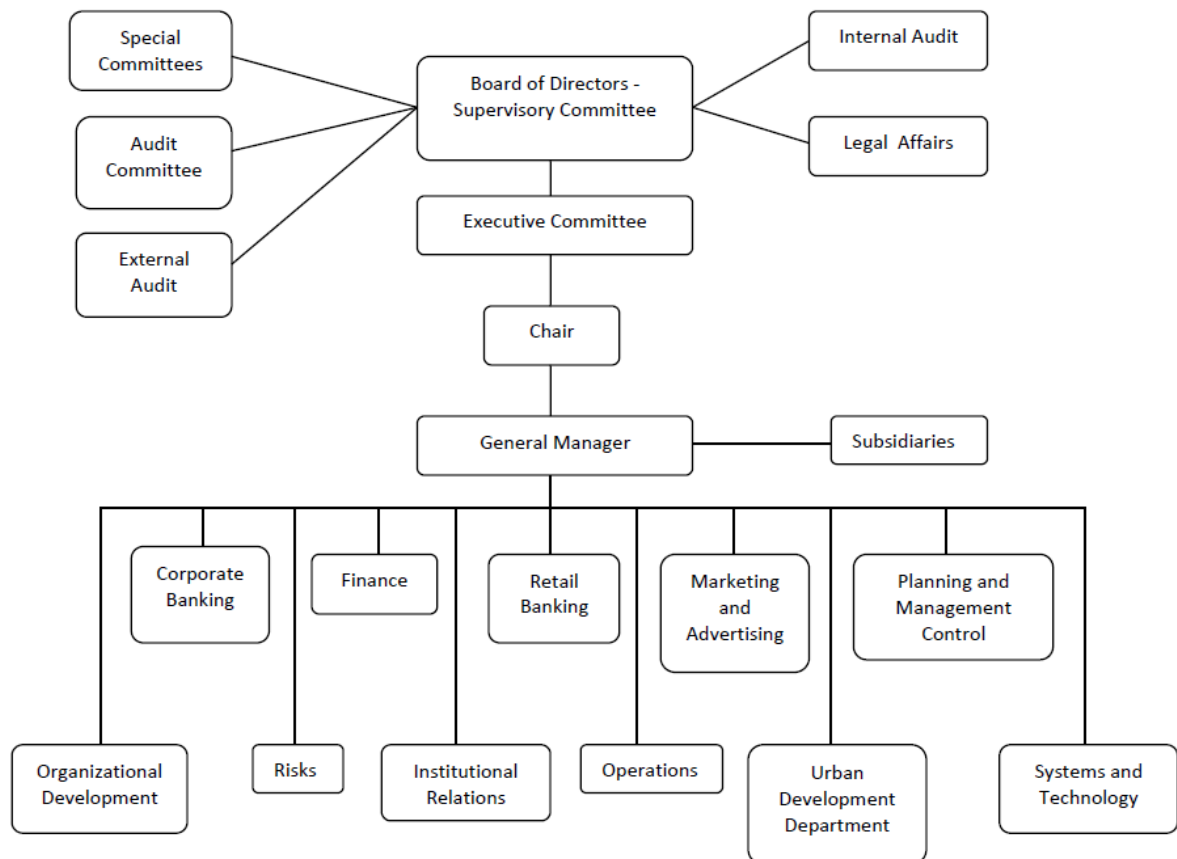 Special
Committees
Internal Audit
Board of Directors -
Supervisory Committee
Audit
Committee
Legal Affairs
Executive Committee
External
Audit
Chair
General Manager
Subsidiaries
Corporate
Banking
Finance
Retail
Banking
Marketing
and
Advertising
Planning and
Management
Control
Organizational
Development
Risks
Institutional
Relations
Operations
Urban
Development
Department
Systems and
Technology